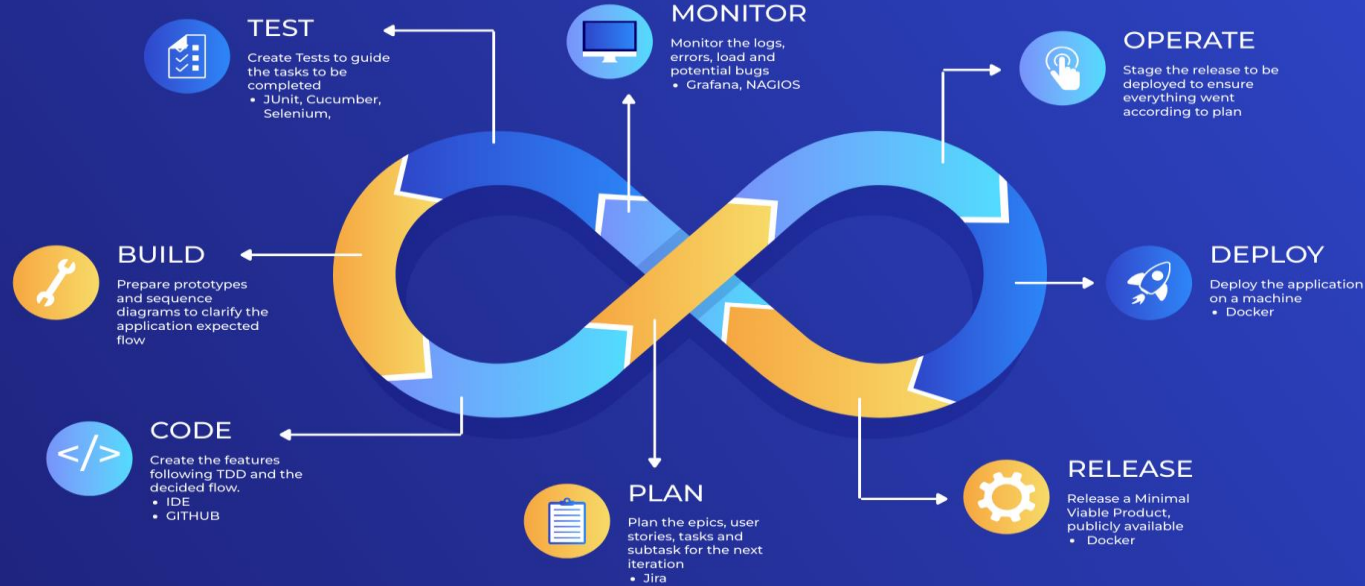 TEST
Create Tests to guide
the tasks to be
completed
• JUnit, Cucumber,
Selenium,
MONITOR
Monitor the logs,
errors, load and
potential bugs
• Grafana, NAGIOS
OPERATE
Stage the release to be
deployed to ensure
everything went
according to plan
BUILD
Prepare prototypes
and sequence
diagrams to clarify the
application expected
flow
DEPLOY
Deploy the application
on a machine
• Docker
</>
CODE
Create the features
following TDD and the
decided flow.
• IDE
• GITHUB
PLAN
Plan the epics, user
stories, tasks and
subtask for the next
iteration
• Jira
RELEASE
Release a Minimal
Viable Product,
publicly available
• Docker